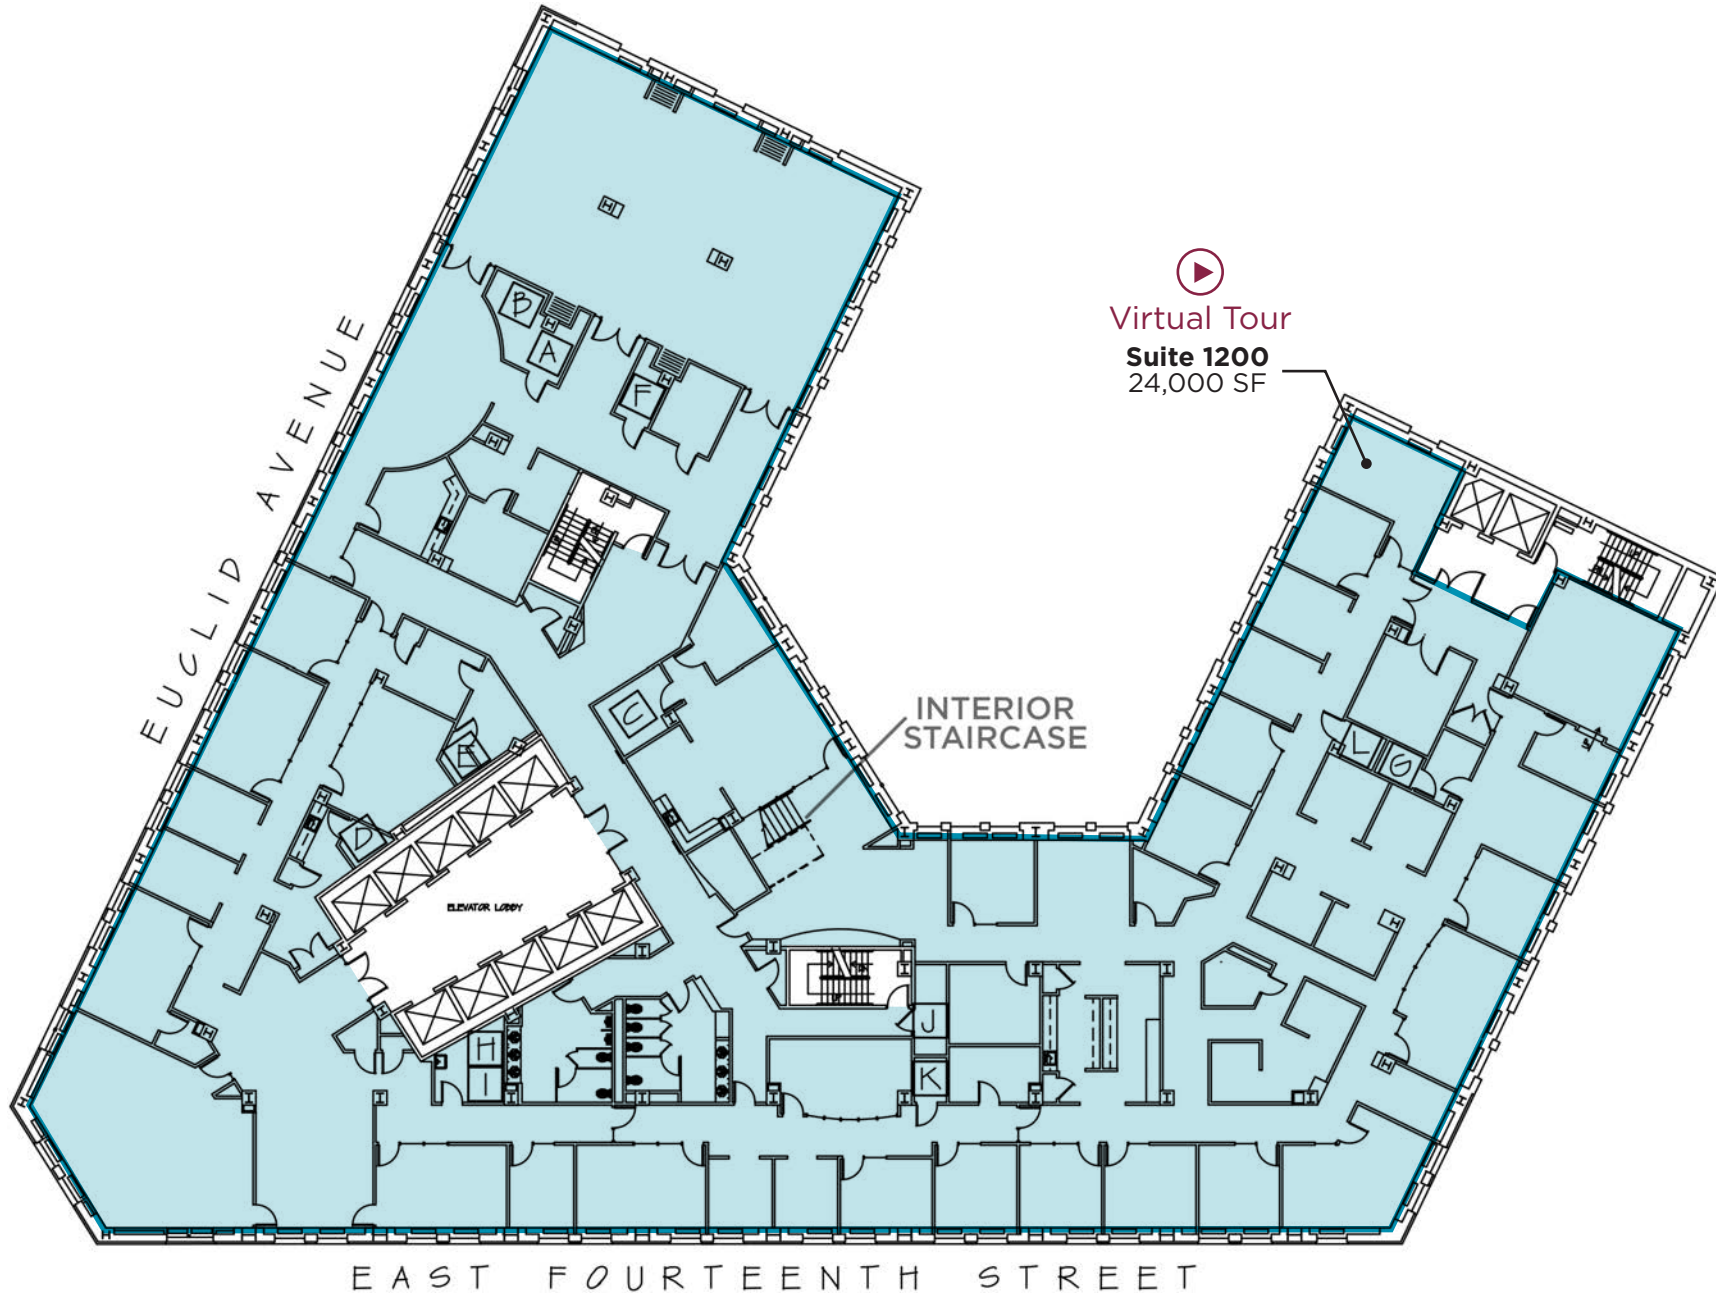 Virtual Tour
Suite 1200
24,000 SF
EUCLID AVENUE
B
A
F
C
INTERIOR
STAIRCASE
L
G
D
ELEVATOR LOBBY
J
H
I
K
EAST FOURTEENTH STREET